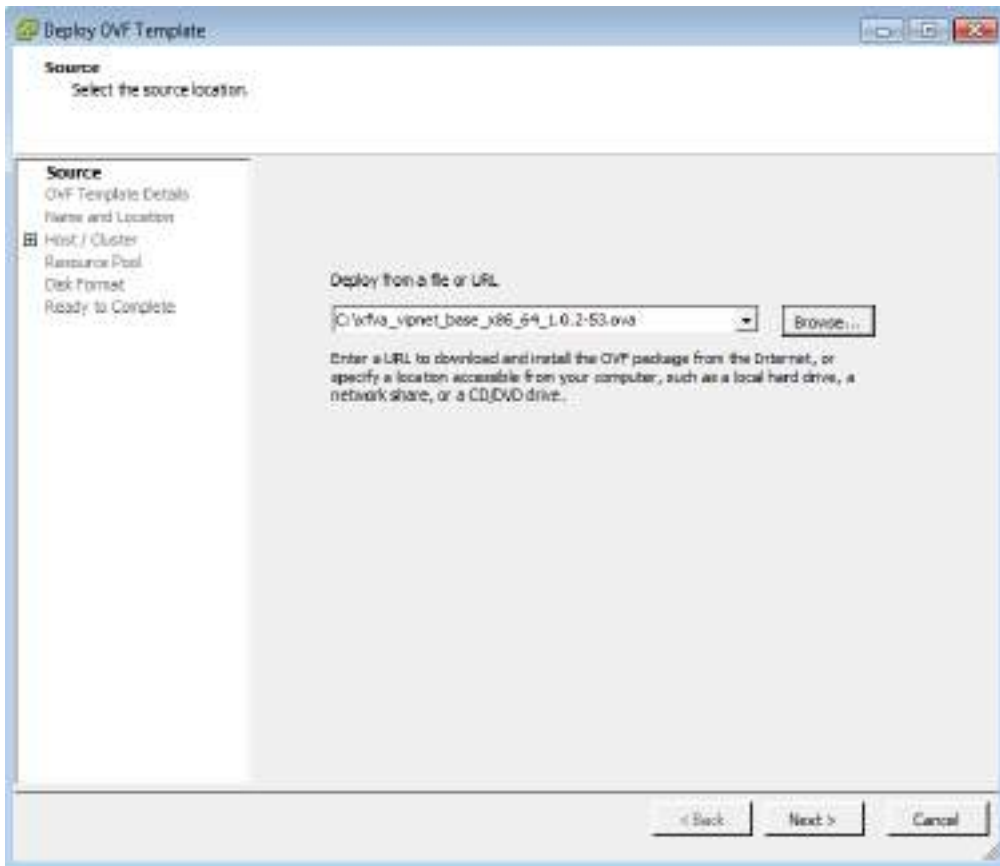 Deploy OVF Template
Source
Select the source location.
Source
OVF Template Details
Name and Location
Host / Cluster
Resource Pool
Disk Format
Ready to Complete
Deploy from a file or URL
Browse...
Enter a URL to download and install the OVF package from the Internet, or
specify a location accessible from your computer, such as a local hard drive, a
network share, or a CD/DVD drive.
< Back
Next >
Cancel